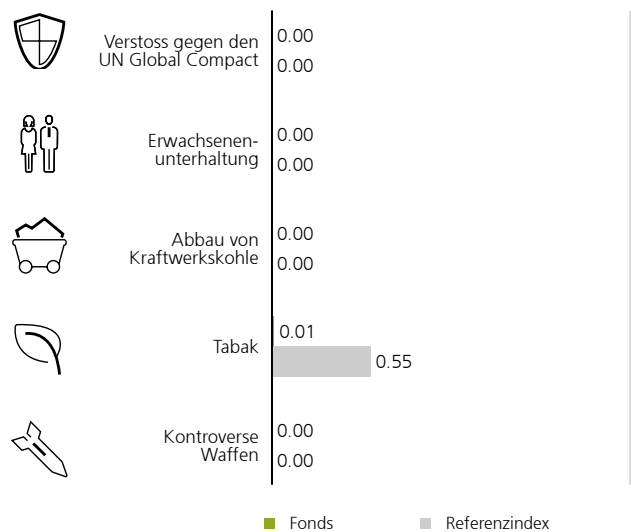 Verstoss gegen den
UN Global Compact
0.00
0.00
Erwachsenen-
unterhaltung
0.00
0.00
Abbau von
Kraftwerkskohle
0.00
0.00
Tabak
0.01
0.55
Kontroverse
Waffen
0.00
0.00
Fonds
Referenzindex